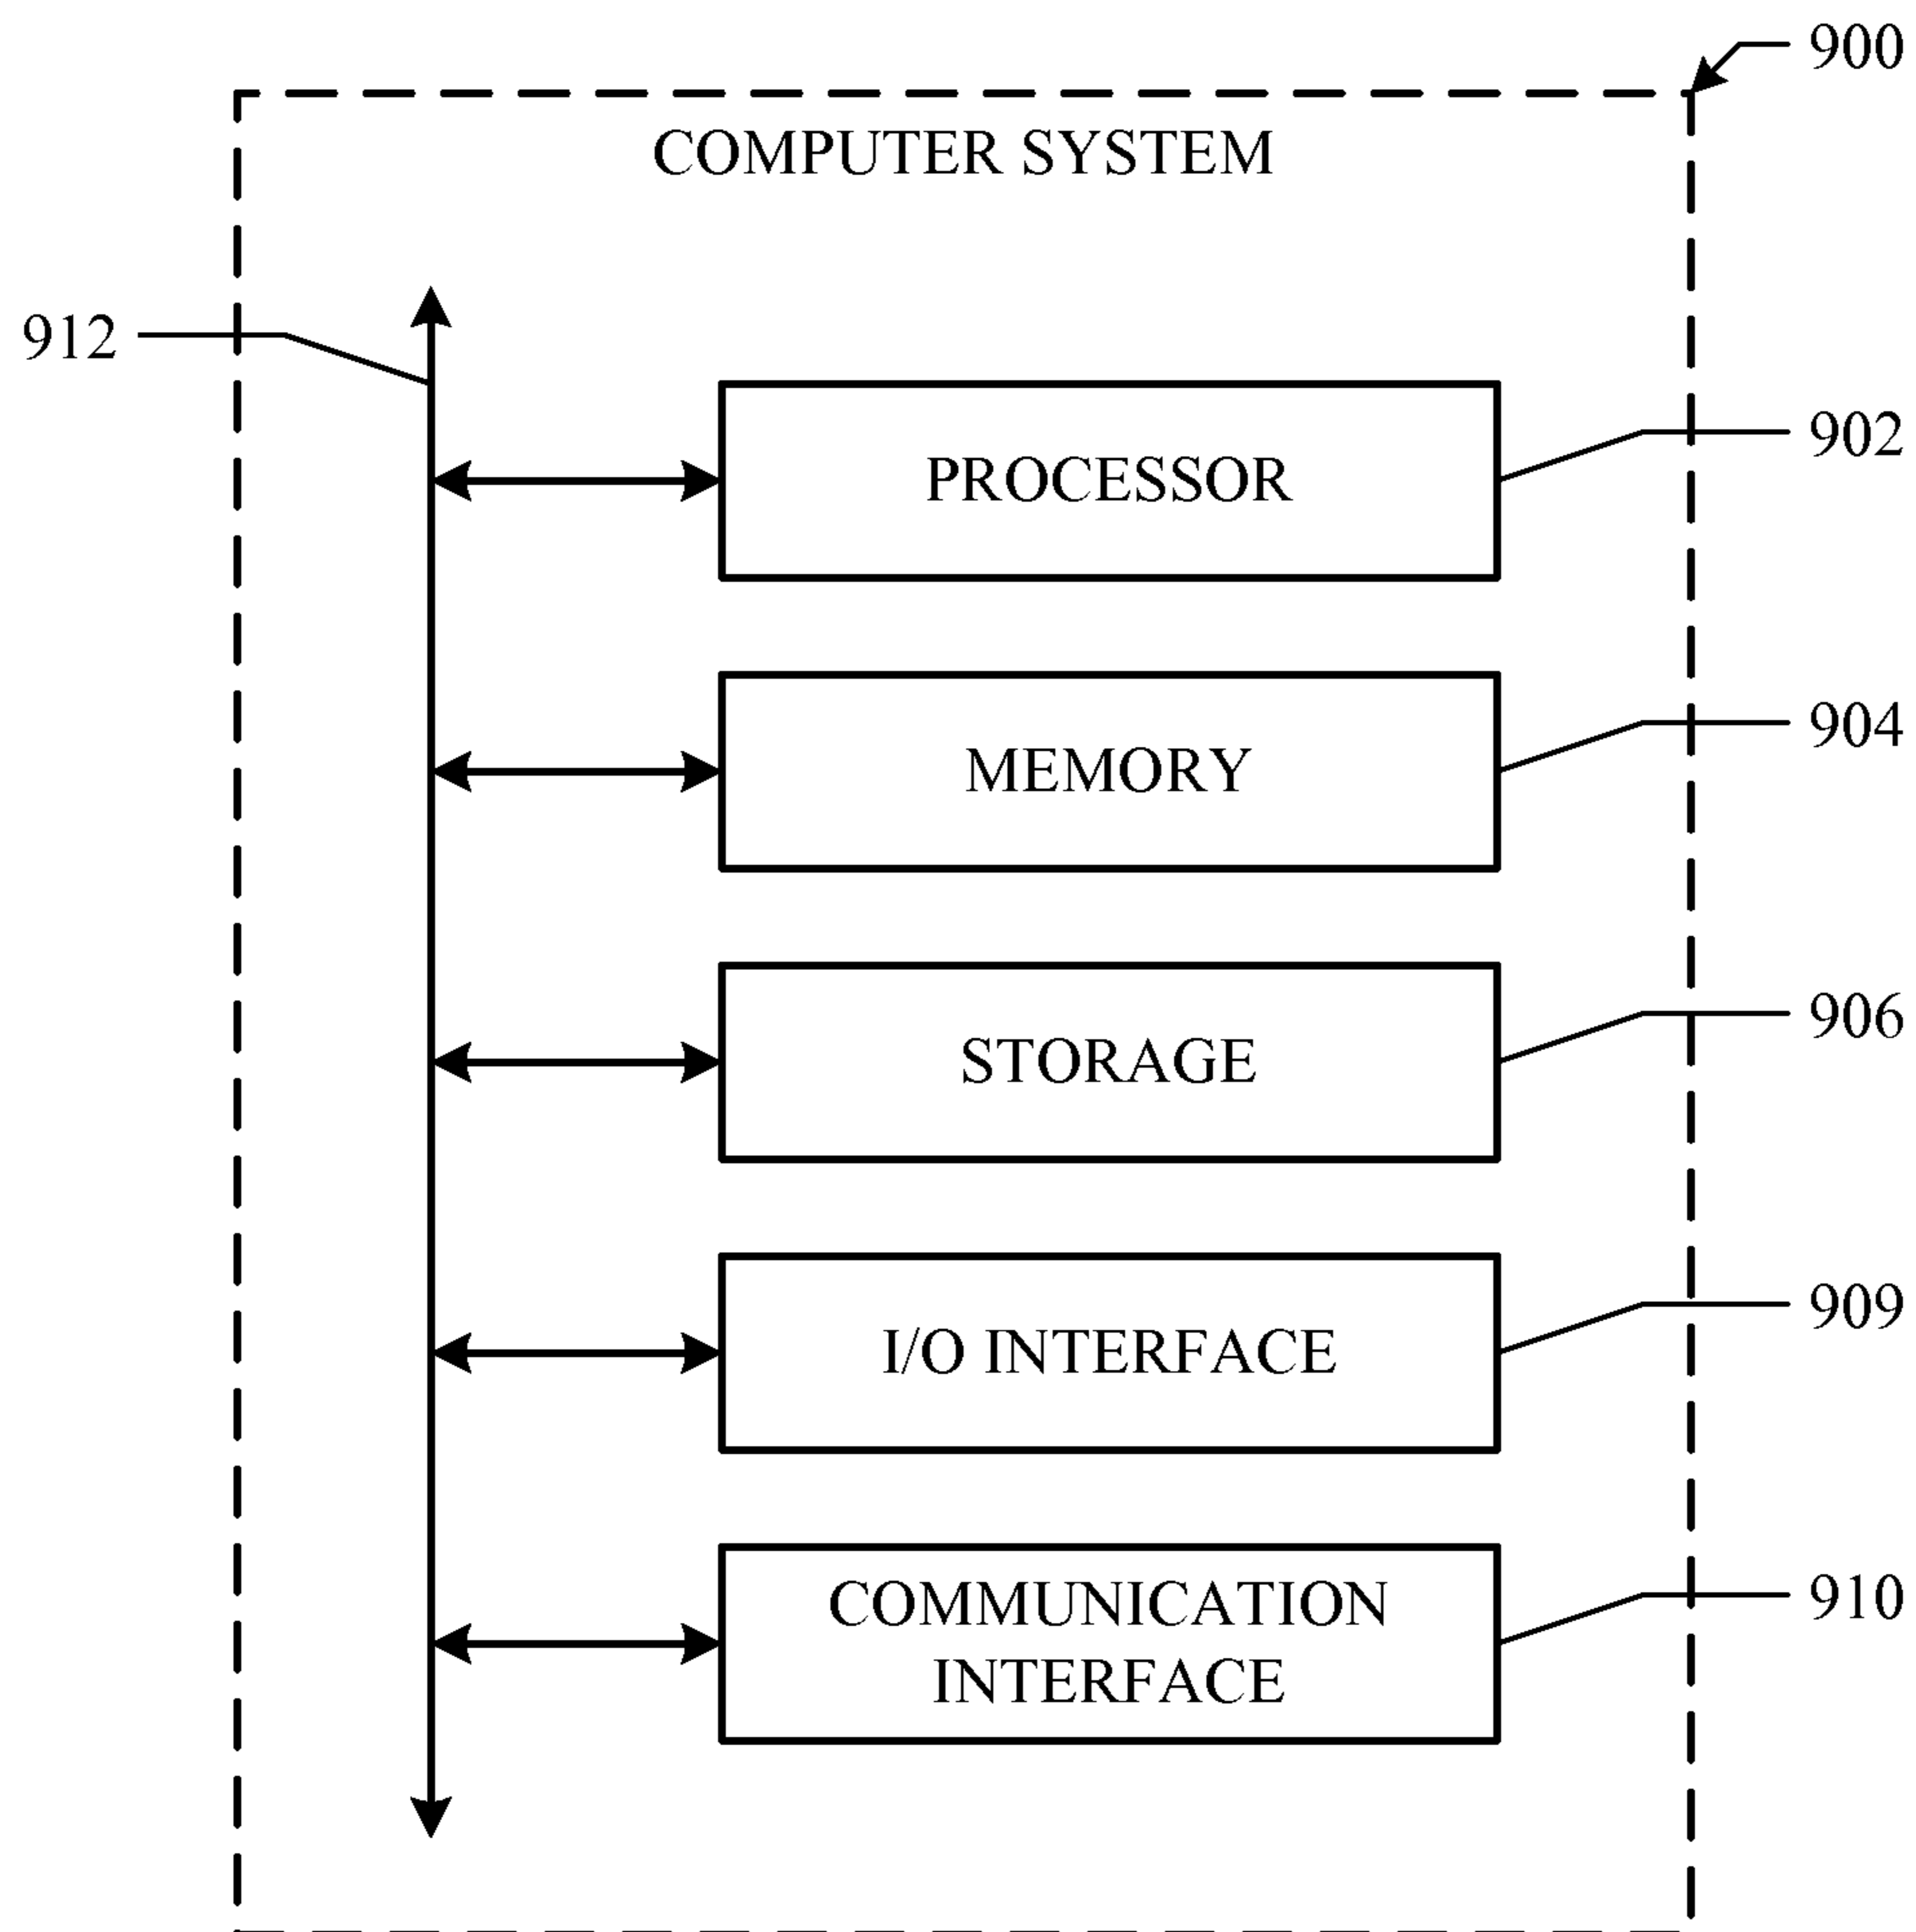 900
COMPUTER SYSTEM
912
902
PROCESSOR
904
MEMORY
906
STORAGE
909
I/O INTERFACE
910
COMMUNICATION
INTERFACE